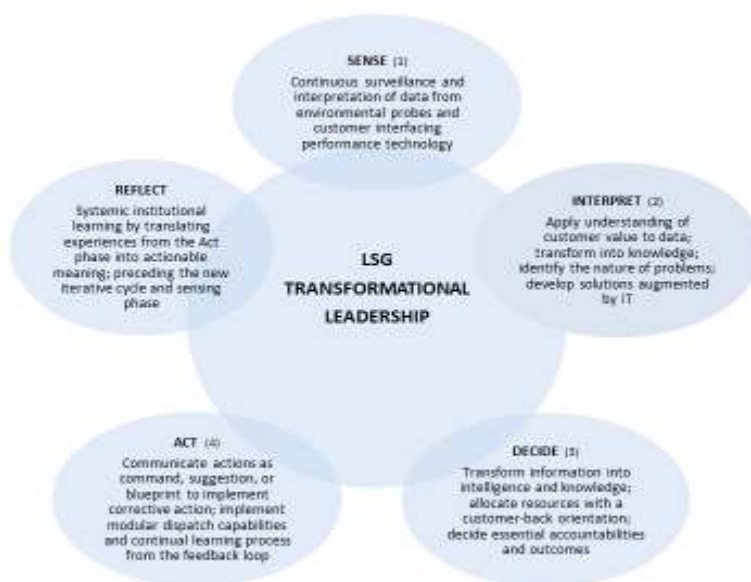 SENSE (1)
Continuous surveillance and
interpretation of data from
environmental probes and
customer interfacing
performance technology
REFLECT
Systemic institutional
learning by translating
experiences from the Act
phase into actionable
meaning; preceding the new
iterative cycle and sensing
phase
INTERPRET (2)
Apply understanding of
customer value to data;
transform into knowledge;
identify the nature of problems;
develop solutions augmented
by IT
LSG
TRANSFORMATIONAL
LEADERSHIP
ACT (4)
Communicate actions as
command, suggestion, or
blueprint to implement
corrective action; implement
modular dispatch capabilities
and continual learning process
from the feedback loop
DECIDE (3)
Transform information into
intelligence and knowledge;
allocate resources with a
customer-back orientation;
decide essential accountabilities
and outcomes